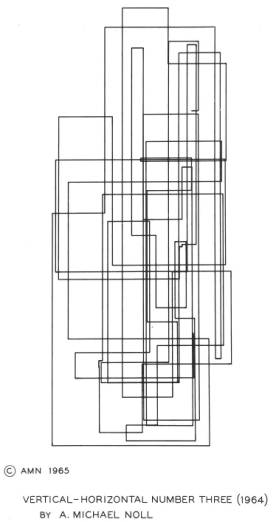 © AMN 1965
VERTICAL-HORIZONTAL NUMBER THREE (1964)
BY A. MICHAEL NOLL